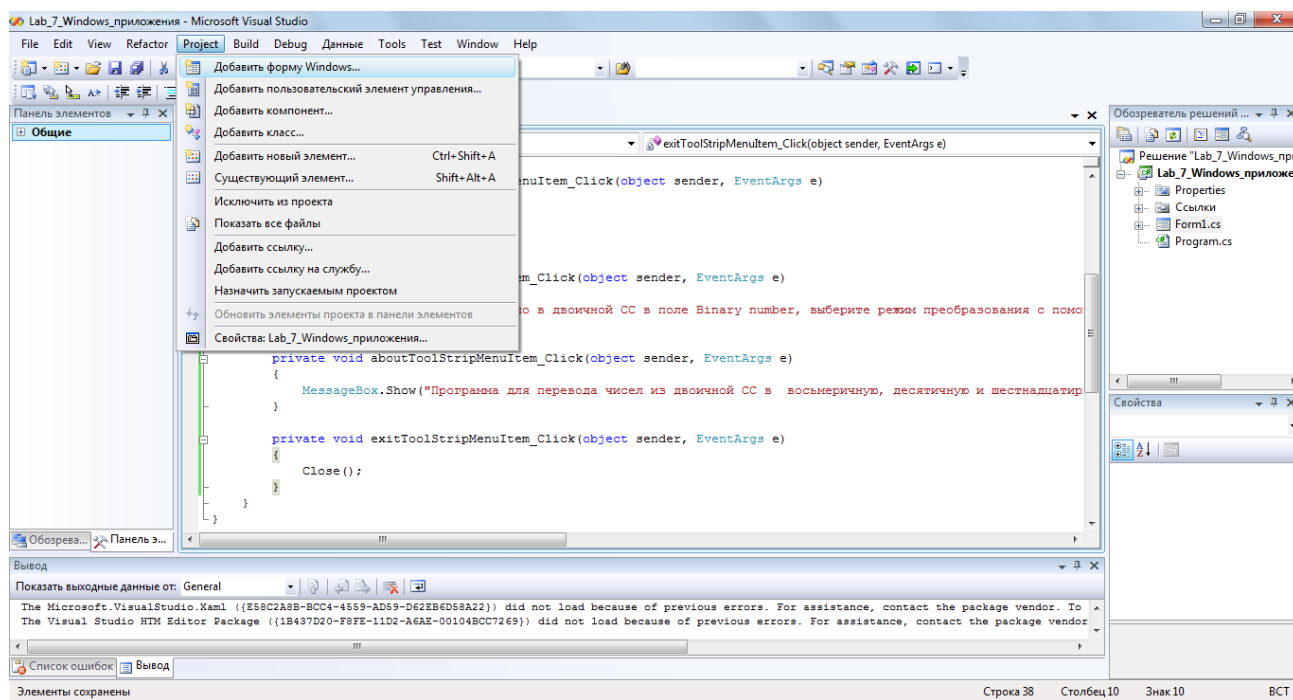 Lab_7_Windows_приложения - Microsoft Visual Studio
File Edit View Refactor Project Build Debug Данные Tools Test Window Help
Добавить форму Windows...
Добавить пользовательский элемент управления...
Добавить компонент...
Добавить класс...
Добавить новый элемент... Ctrl+Shift+A
Существующий элемент... Shift+Alt+A
Исключить из проекта
Показать все файлы
Добавить ссылку...
Добавить ссылку на службу...
Назначить запускаемым проектом
Обновить элементы проекта в панели элементов
Свойства: Lab_7_Windows_приложения...
Панель элементов
Общие
exitToolStripMenuItem_Click(object sender, EventArgs e)
enuItem_Click(object sender, EventArgs e)
em_Click(object sender, EventArgs e)
ло в двоичной СС в поле Binary number, выберите режим преобразования с помо
private void aboutToolStripMenuItem_Click(object sender, EventArgs e)
{
MessageBox.Show("Программа для перевода чисел из двоичной СС в восьмеричную, десятичную и шестнадцатир
}
private void exitToolStripMenuItem_Click(object sender, EventArgs e)
{
Close();
}
}
}
Обозреватель решений ...
Решение "Lab_7_Windows_пр
Lab_7_Windows_приложе
Properties
Ссылки
Form1.cs
Program.cs
Свойства
Обозрева... Панель э...
Вывод
Показать выходные данные от: General
The Microsoft.VisualStudio.Xaml ({E58C2A8B-BCC4-4559-AD59-D62EB6D58A22}) did not load because of previous errors. For assistance, contact the package vendor. To
The Visual Studio HTM Editor Package ({1B437D20-F8FE-11D2-A6AE-00104BCC7269}) did not load because of previous errors. For assistance, contact the package vendor
Список ошибок Вывод
Элементы сохранены Строка 38 Столбец 10 Знак 10 ВСТ